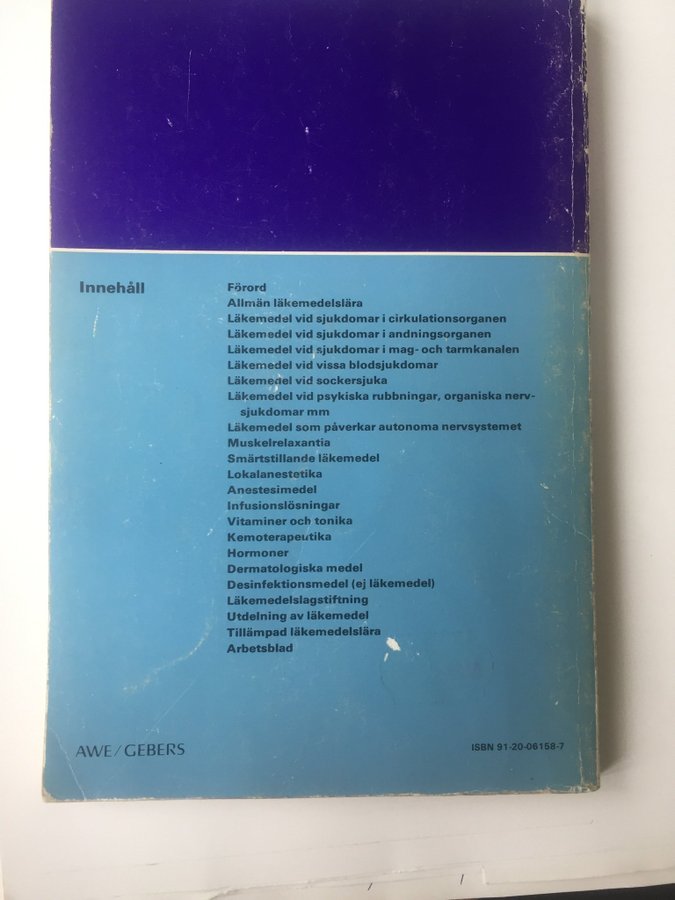 Innehåll
Förord
Allmän läkemedelslära
Läkemedel vid sjukdomar i cirkulationsorganen
Läkemedel vid sjukdomar i andningsorganen
Läkemedel vid sjukdomar i mag- och tarmkanalen
Läkemedel vid vissa blodsjukdomar
Läkemedel vid sockersjuka
Läkemedel vid psykiska rubbningar, organiska nerv-
sjukdomar mm
Läkemedel som påverkar autonoma nervsystemet
Muskelrelaxantia
Smärtstillande läkemedel
Lokalanestetika
Anestesimedel
Infusionslösningar
Vitaminer och tonika
Kemoterapeutika
Hormoner
Dermatologiska medel
Desinfektionsmedel (ej läkemedel)
Läkemedelslagstiftning
Utdelning av läkemedel
Tillämpad läkemedelslära
Arbetsblad
AWE/GEBERS
ISBN 91-20-06158-7